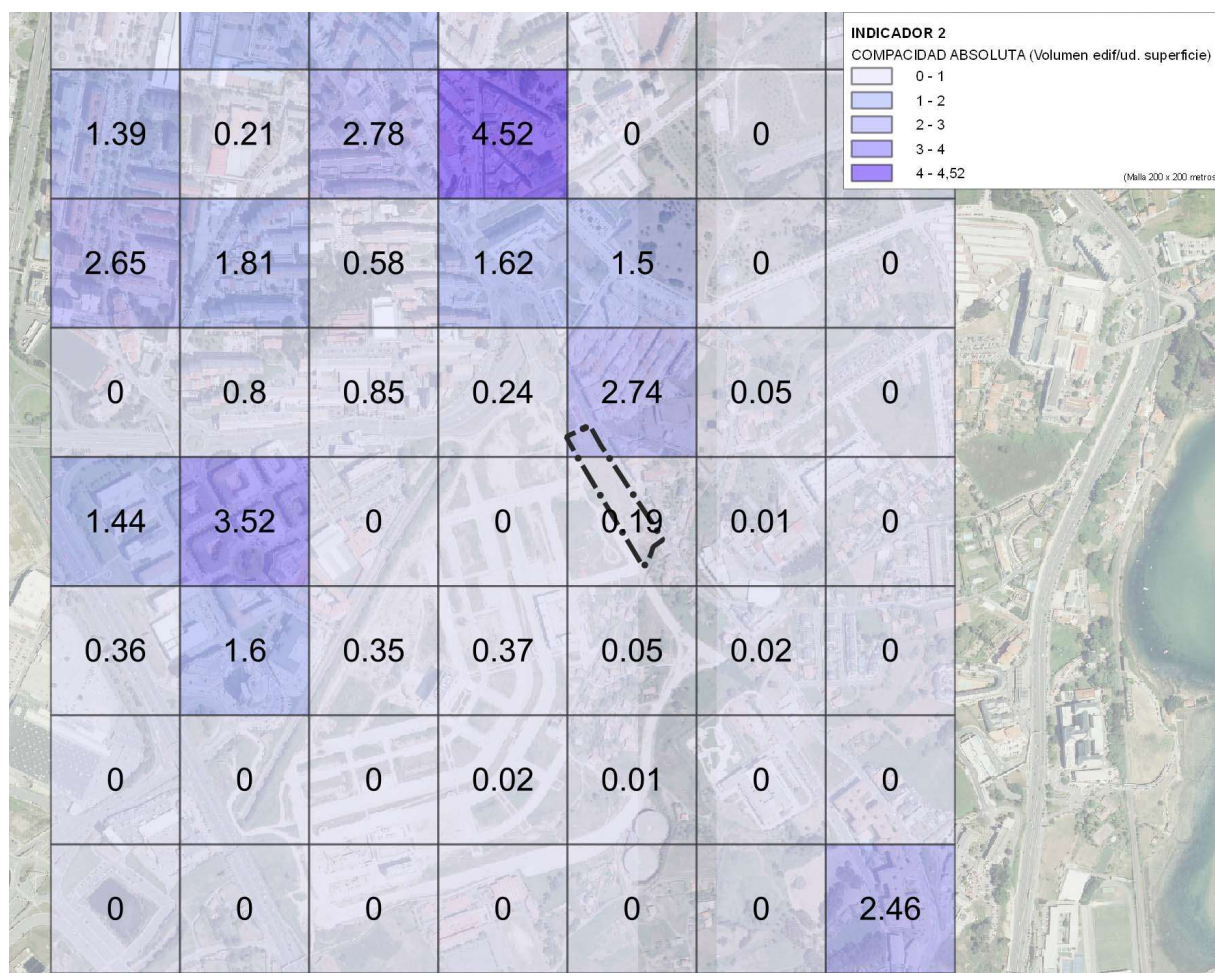 INDICADOR 2
COMPACIDAD ABSOLUTA (Volumen edif/ud. superficie)
0 - 1
1 - 2
2 - 3
3 - 4
4 - 4,52
(Malla 200 x 200 metros
1.39 0.21 2.78 4.52 0 0
2.65 1.81 0.58 1.62 1.5 0 0
0 0.8 0.85 0.24 2.74 0.05 0
1.44 3.52 0 0 0.19 0.01 0
0.36 1.6 0.35 0.37 0.05 0.02 0
0 0 0 0.02 0.01 0 0
0 0 0 0 0 0 2.46